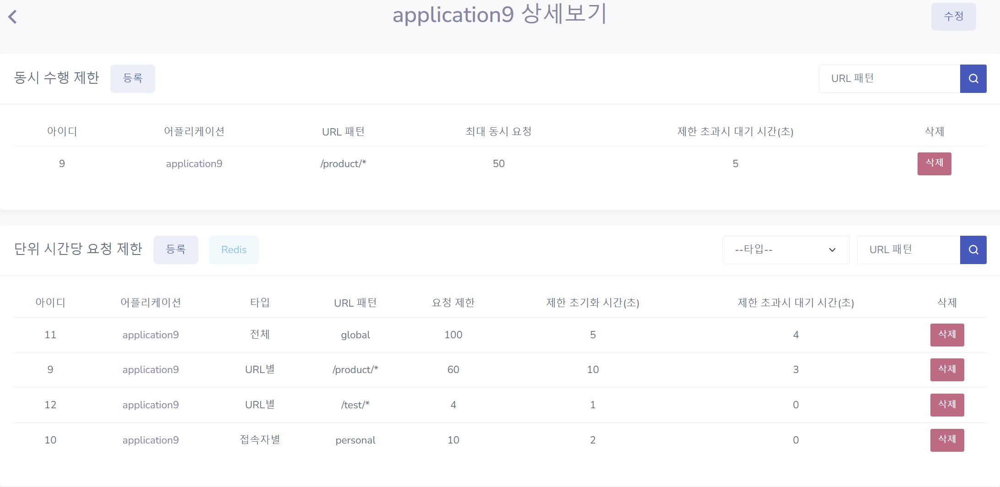 application9 상세보기
수정
동시 수행 제한 등록 URL 패턴
아이디 어플리케이션 URL 패턴 최대 동시 요청 제한 초과시 대기 시간(초) 삭제
9 application9 /product/* 50 5 삭제
단위 시간당 요청 제한 등록 Redis --타입-- URL 패턴
아이디 어플리케이션 타입 URL 패턴 요청 제한 제한 초기화 시간(초) 제한 초과시 대기 시간(초) 삭제
11 application9 전체 global 100 5 4 삭제
9 application9 URL별 /product/* 60 10 3 삭제
12 application9 URL별 /test/* 4 1 0 삭제
10 application9 접속자별 personal 10 2 0 삭제